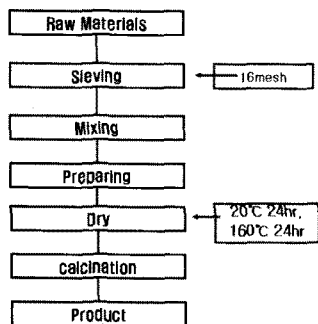 Raw Materials
Sieving
16mesh
Mixing
Preparing
Dry
20℃ 24hr,
160℃ 24hr
calcination
Product